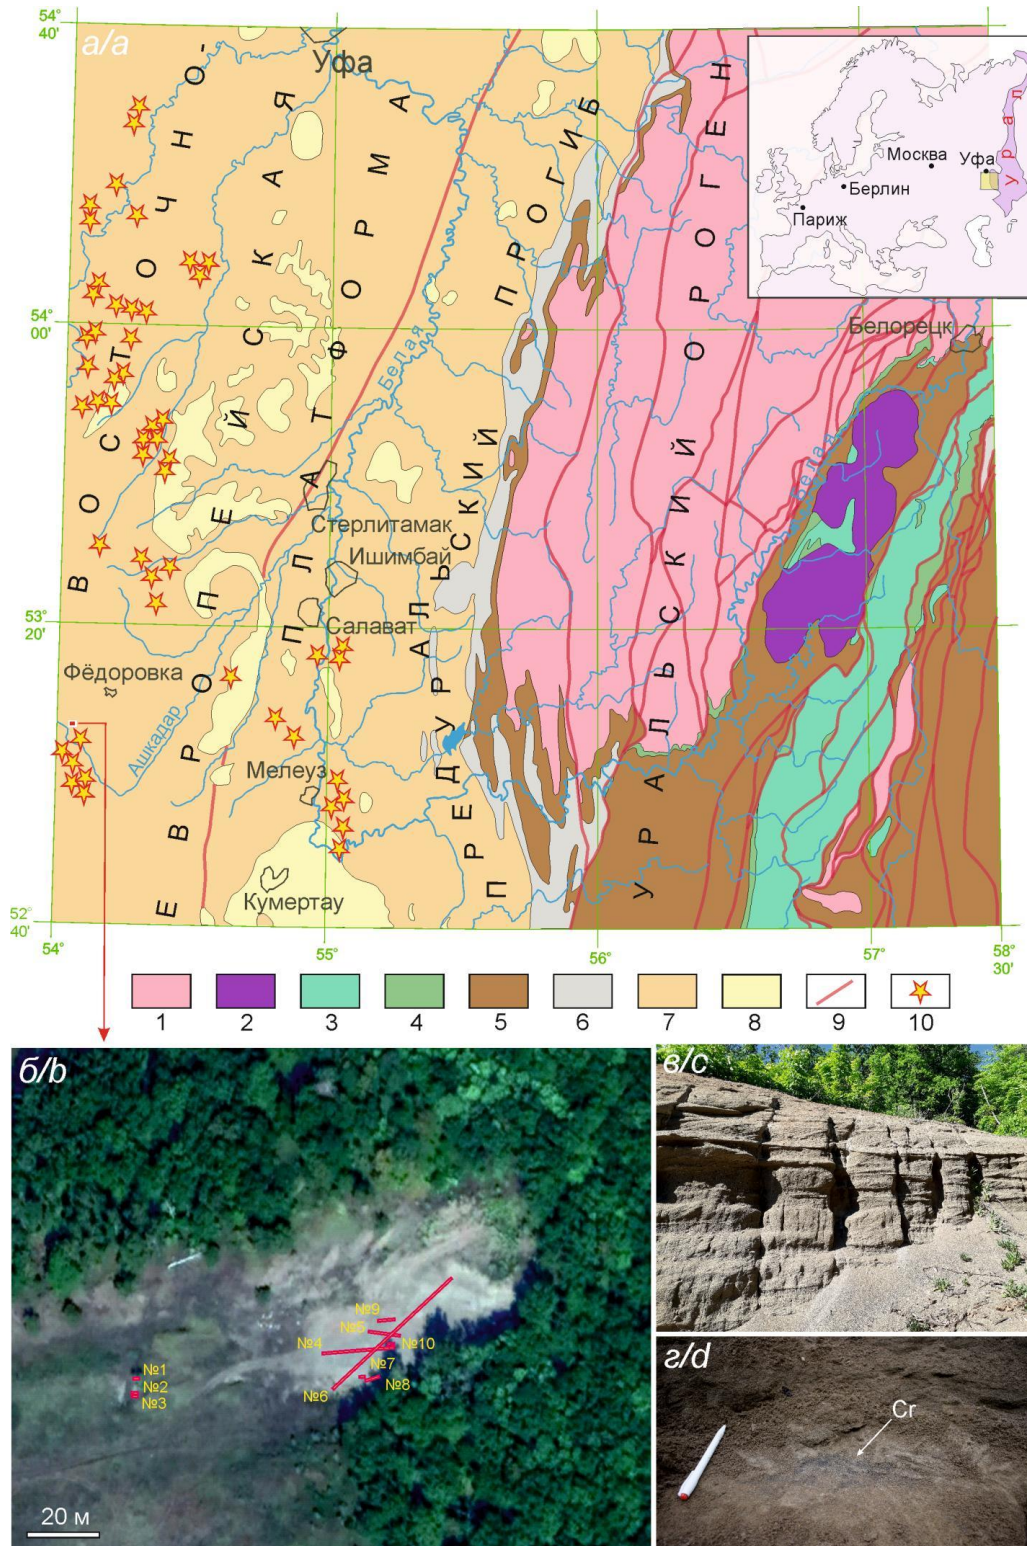 54°
40'
а/а
Уфа
ВОСТОЧНО-
ЕВРОПЕЙСКАЯ
ПЛАТФОРМА
ПРЕДУРАЛЬСКИЙ ПРОГИБ
УРАЛЬСКИЙ ОРОГЕН
Урал
Москва
Уфа
Берлин
Париж
54°
00'
Белорецк
Белая
Белая
Стерлитамак
Ишимбай
53°
20'
Салават
Фёдоровка
Ашкадар
Мелеуз
Кумертау
52°
40'
54°
55°
56°
57°
58°
30'
1 2 3 4 5 6 7 8 9 10
б/b
№9
№5
№4
№10
№7
№8
№6
№1
№2
№3
20 м
в/c
г/d
Cr